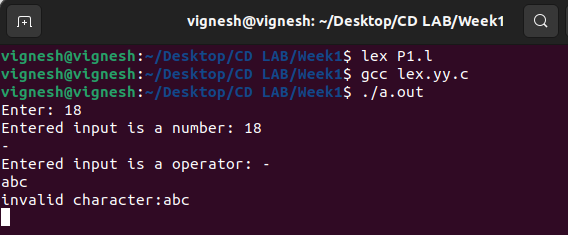 vignesh@vignesh: ~/Desktop/CD LAB/Week1
vignesh@vignesh:~/Desktop/CD LAB/Week1$ lex P1.l
vignesh@vignesh:~/Desktop/CD LAB/Week1$ gcc lex.yy.c
vignesh@vignesh:~/Desktop/CD LAB/Week1$ ./a.out
Enter: 18
Entered input is a number: 18
-
Entered input is a operator: -
abc
invalid character:abc